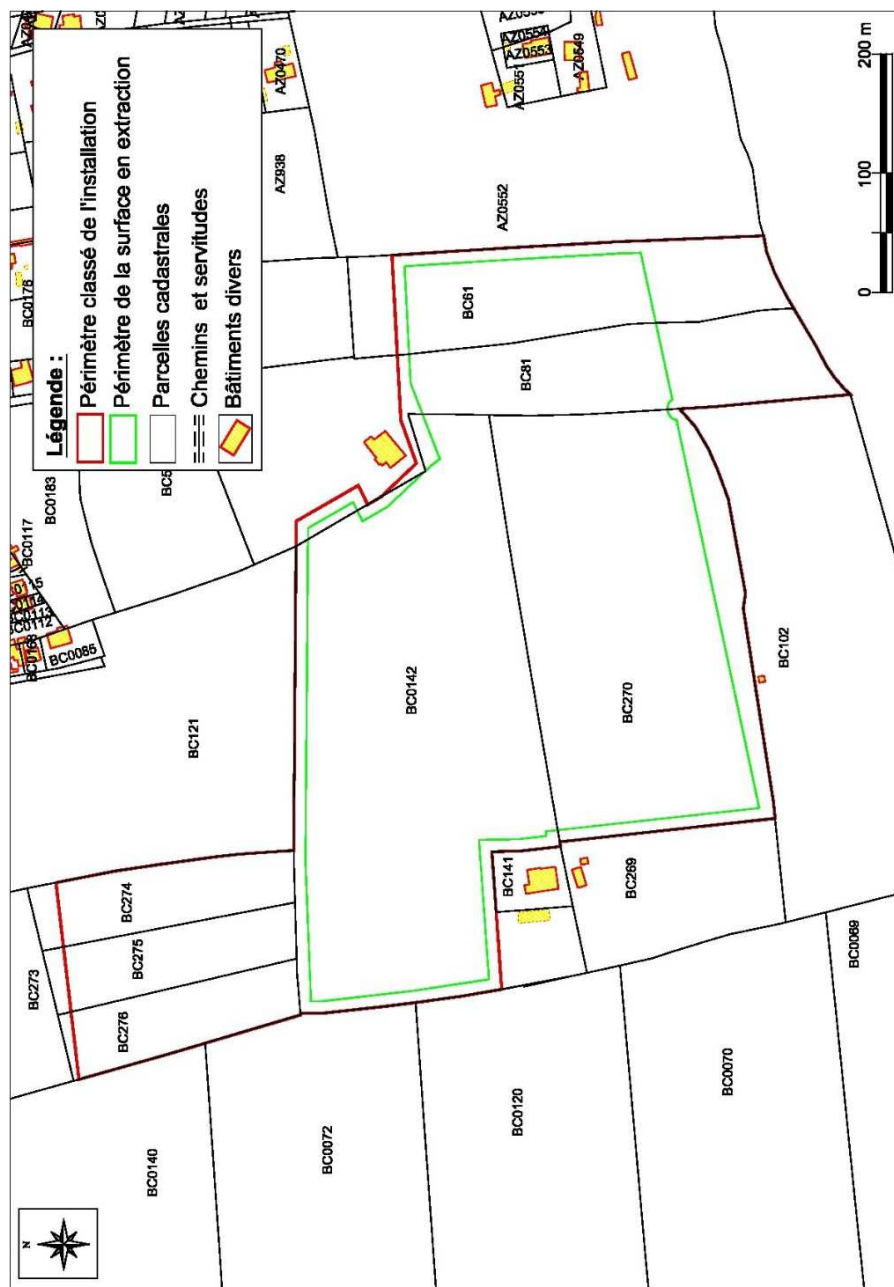 Légende :
Périmètre classé de l'installation
Périmètre de la surface en extraction
Parcelles cadastrales
Chemins et servitudes
Bâtiments divers
N
BC0140
BC0072
BC0120
BC0070
BC0069
BC273
BC276
BC275
BC274
BC121
BC0142
BC141
BC269
BC270
BC102
BC81
BC61
AZ0552
AZ938
AZ0470
AZ0551
AZ0553
AZ0554
AZ0549
BC0178
BC0183
BC0117
BC0112
BC0168
BC0085
0
100
200 m